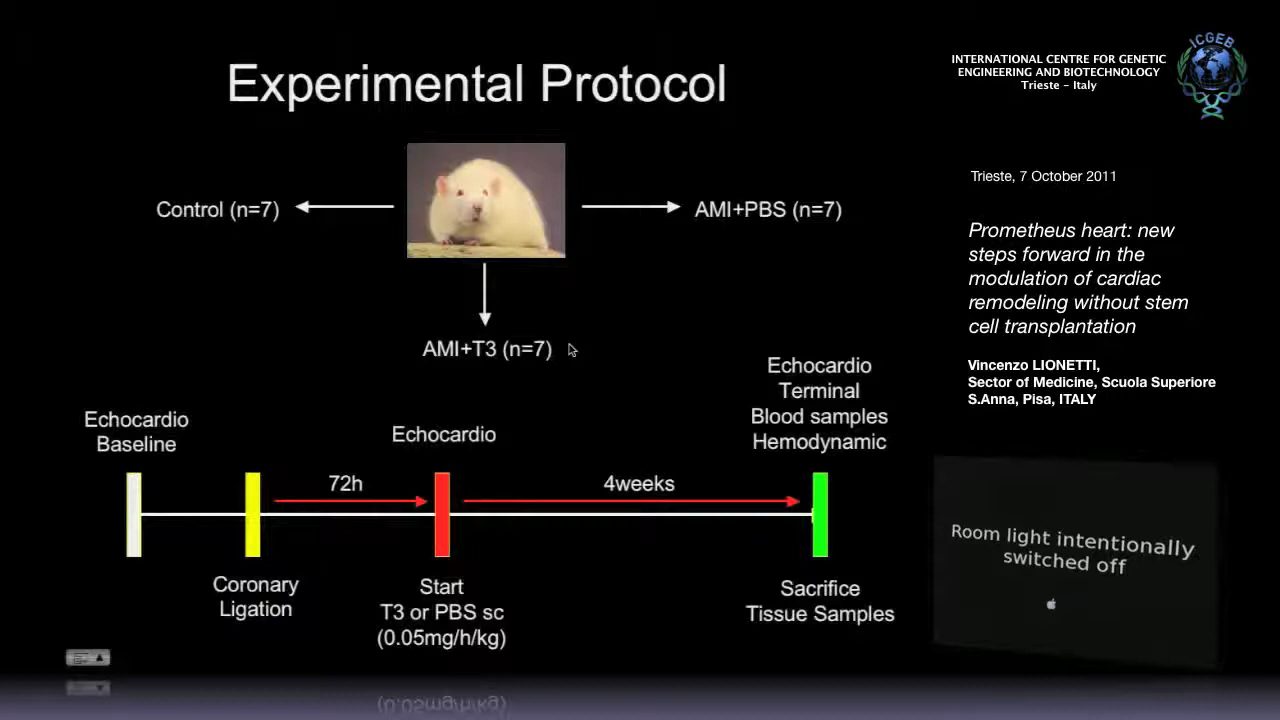 Experimental Protocol
Control (n=7)
AMI+PBS (n=7)
AMI+T3 (n=7)
Echocardio
Baseline
Echocardio
Echocardio
Terminal
Blood samples
Hemodynamic
72h
4weeks
Coronary
Ligation
Start
T3 or PBS sc
(0.05mg/h/kg)
Sacrifice
Tissue Samples
INTERNATIONAL CENTRE FOR GENETIC
ENGINEERING AND BIOTECHNOLOGY
Trieste - Italy
ICGEB
Trieste, 7 October 2011
Prometheus heart: new
steps forward in the
modulation of cardiac
remodeling without stem
cell transplantation
Vincenzo LIONETTI,
Sector of Medicine, Scuola Superiore
S.Anna, Pisa, ITALY
Room light intentionally
switched off